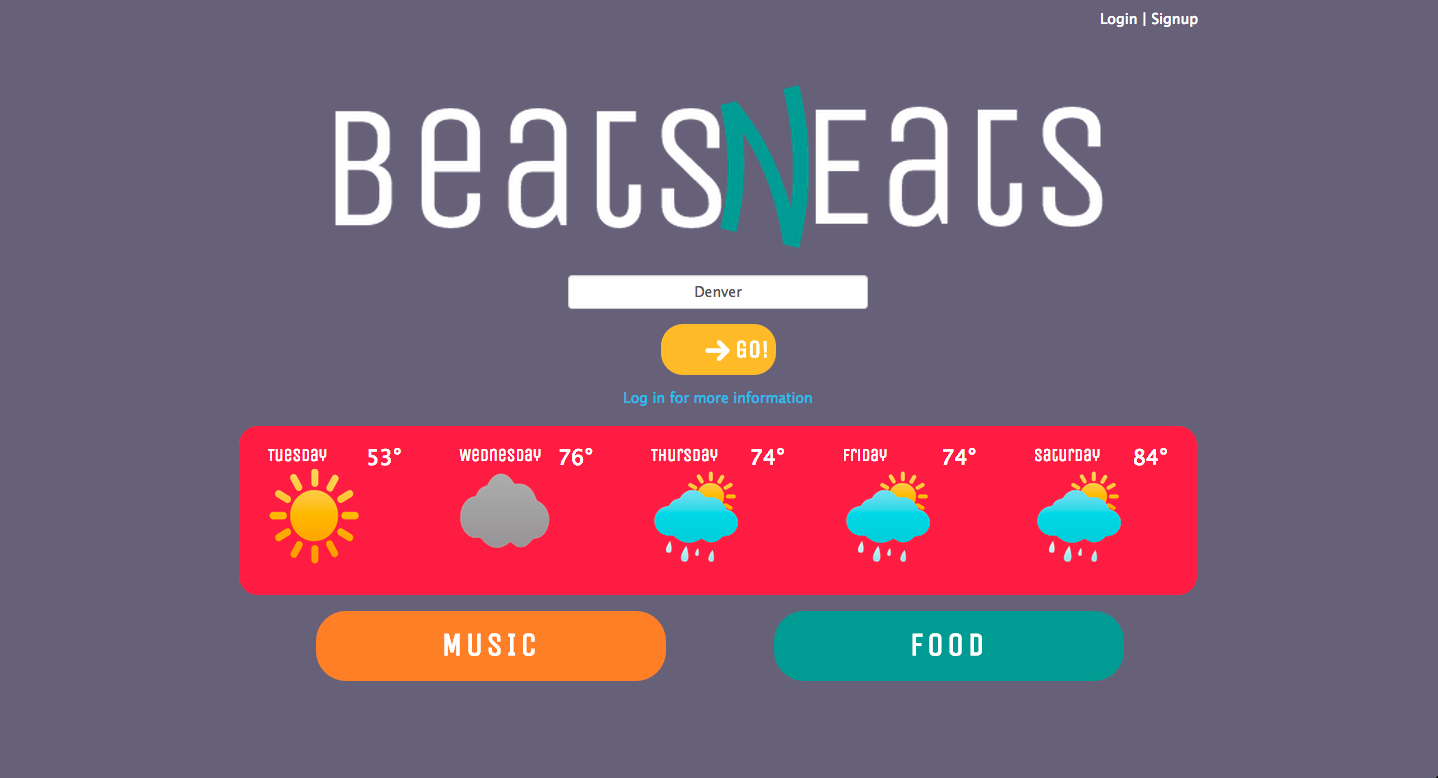 Login | Signup
BeatsNEats
Denver
GO!
Log in for more information
Tuesday 53° Wednesday 76° Thursday 74° Friday 74° Saturday 84°
MUSIC FOOD